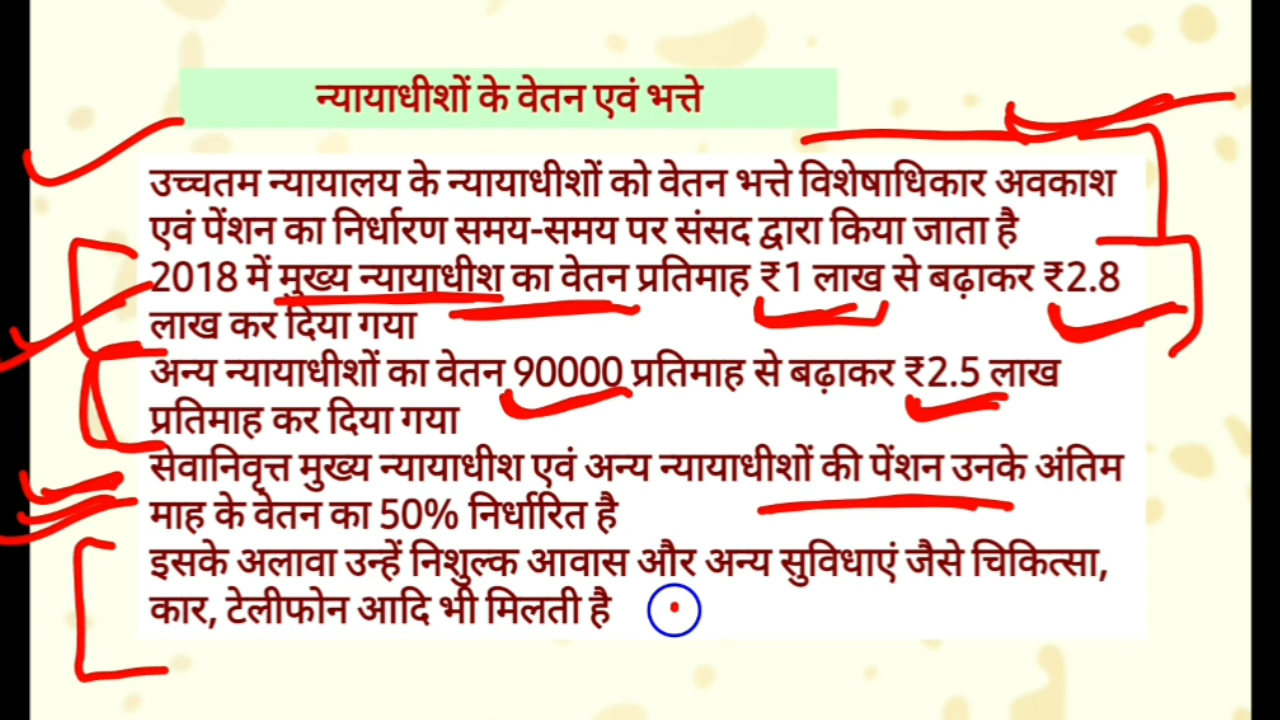 न्यायाधीशों के वेतन एवं भत्ते
उच्चतम न्यायालय के न्यायाधीशों को वेतन भत्ते विशेषाधिकार अवकाश
एवं पेंशन का निर्धारण समय-समय पर संसद द्वारा किया जाता है
2018 में मुख्य न्यायाधीश का वेतन प्रतिमाह ₹1 लाख से बढ़ाकर ₹2.8
लाख कर दिया गया
अन्य न्यायाधीशों का वेतन 90000 प्रतिमाह से बढ़ाकर ₹2.5 लाख
प्रतिमाह कर दिया गया
सेवानिवृत्त मुख्य न्यायाधीश एवं अन्य न्यायाधीशों की पेंशन उनके अंतिम
माह के वेतन का 50% निर्धारित है
इसके अलावा उन्हें निशुल्क आवास और अन्य सुविधाएं जैसे चिकित्सा,
कार, टेलीफोन आदि भी मिलती है